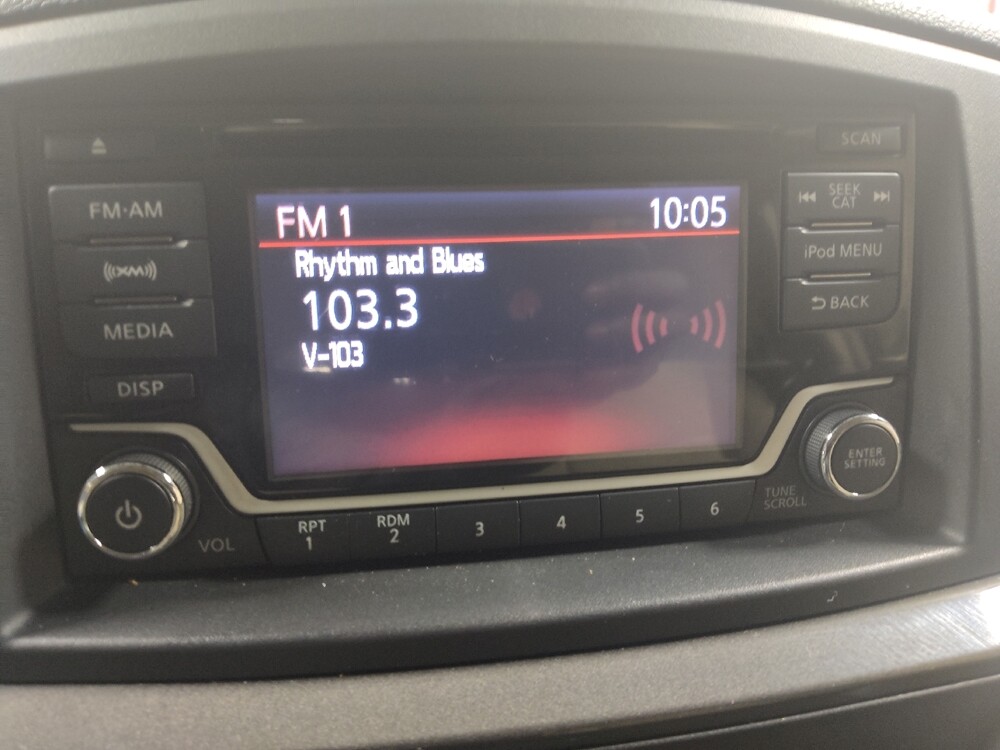 SCAN
FM·AM
XM
MEDIA
DISP
FM 1 10:05
Rhythm and Blues
103.3
V-103
SEEK
CAT
iPod MENU
BACK
ENTER
SETTING
TUNE
SCROLL
VOL
RPT
1
RDM
2
3
4
5
6